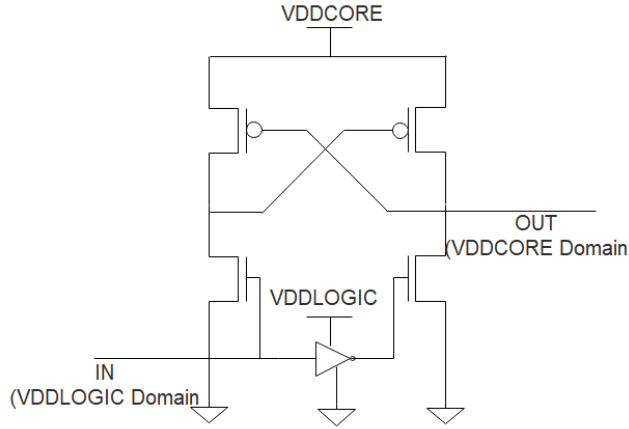 VDDCORE
OUT
(VDDCORE Domain
VDDLOGIC
IN
(VDDLOGIC Domain